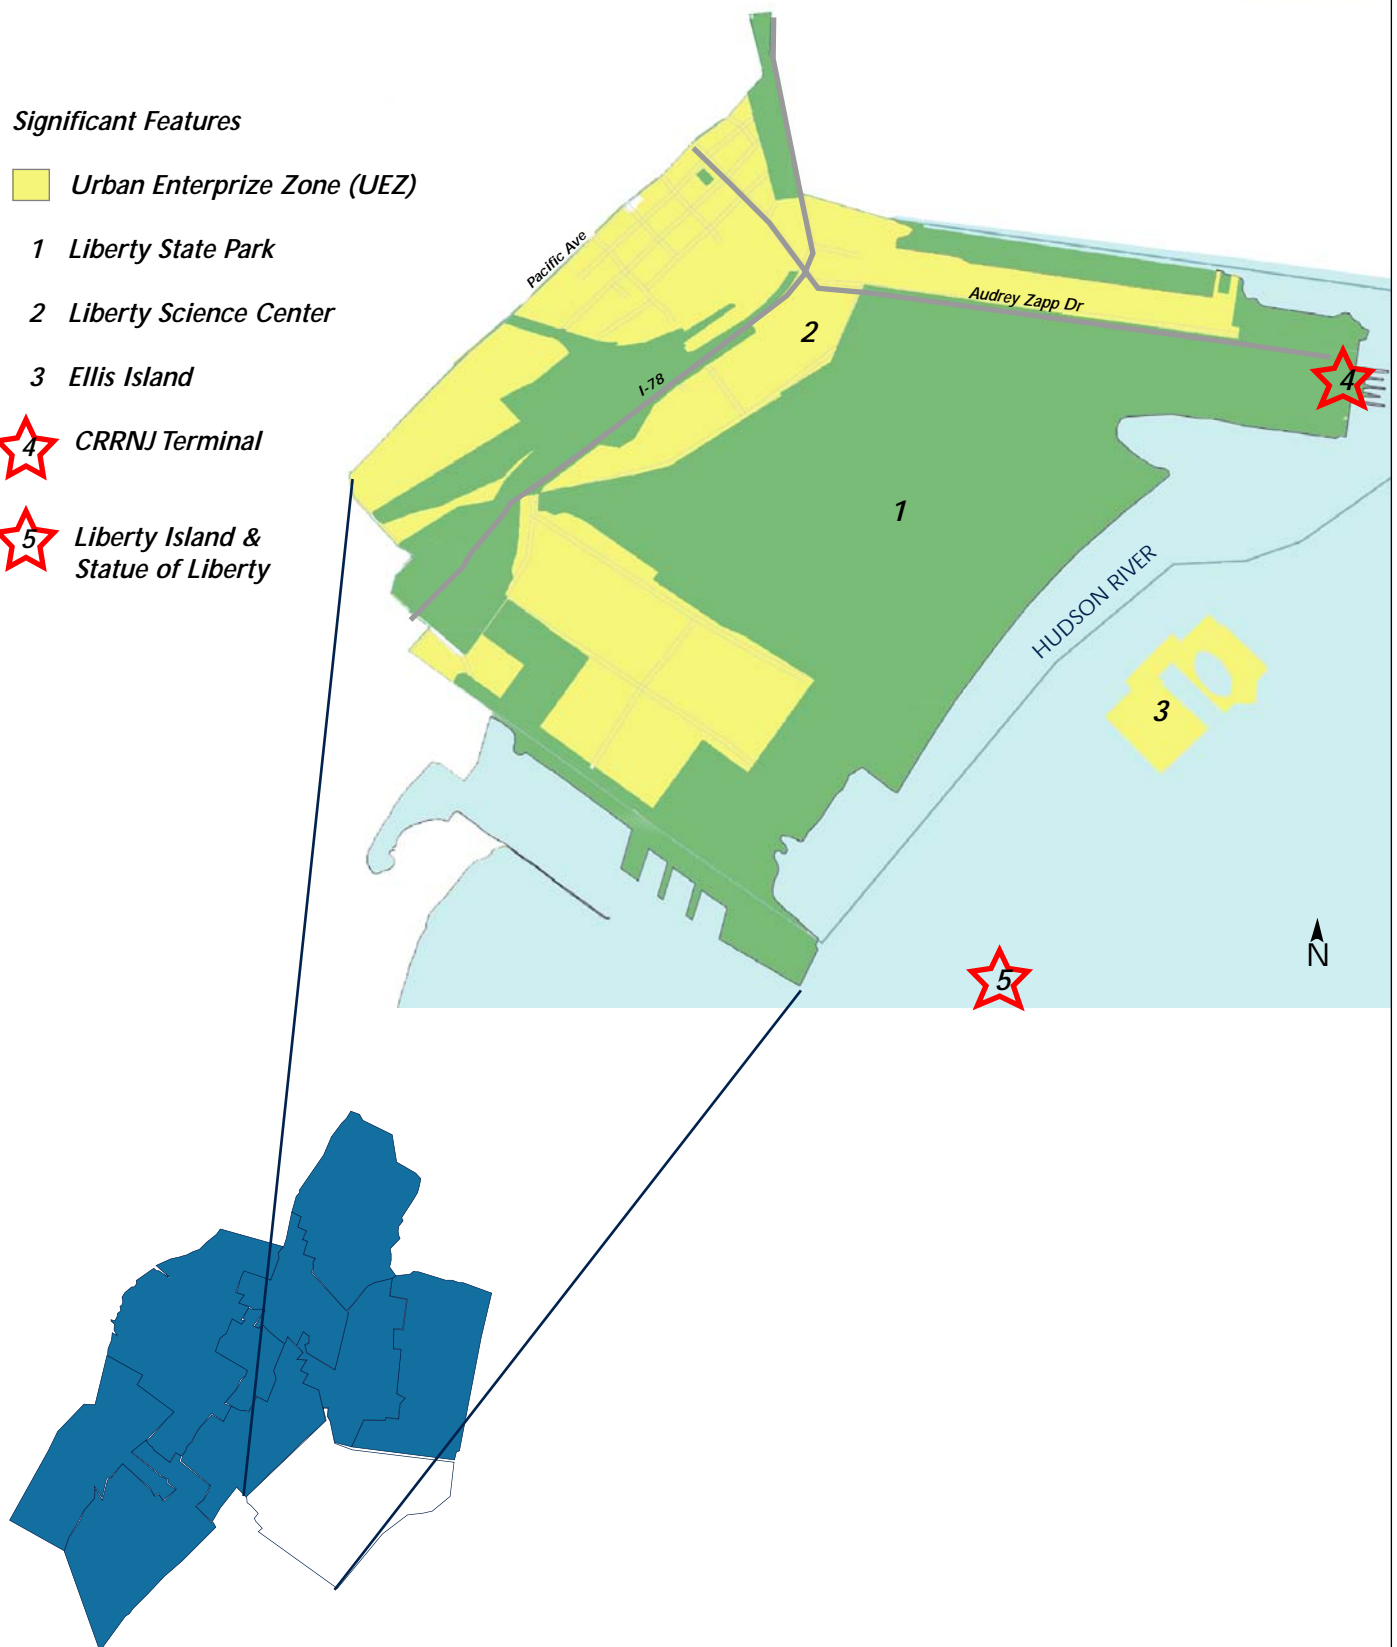 Significant Features
Urban Enterprize Zone (UEZ)
1 Liberty State Park
2 Liberty Science Center
3 Ellis Island
4 CRRNJ Terminal
5 Liberty Island &
Statue of Liberty
Pacific Ave
Audrey Zapp Dr
2
I-78
4
1
HUDSON RIVER
3
N
5